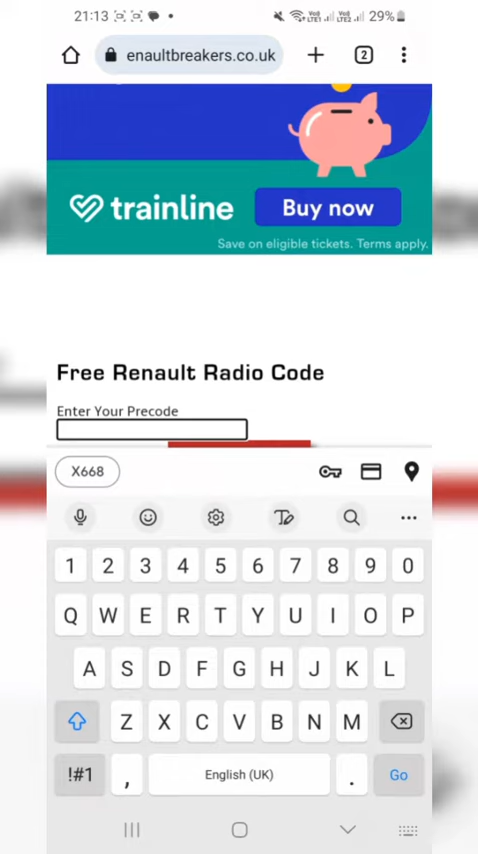 21:13 29%
enaultbreakers.co.uk 2
trainline Buy now
Save on eligible tickets. Terms apply.
Free Renault Radio Code
Enter Your Precode
X668
1 2 3 4 5 6 7 8 9 0
Q W E R T Y U I O P
A S D F G H J K L
Z X C V B N M
!#1 , English (UK) . Go